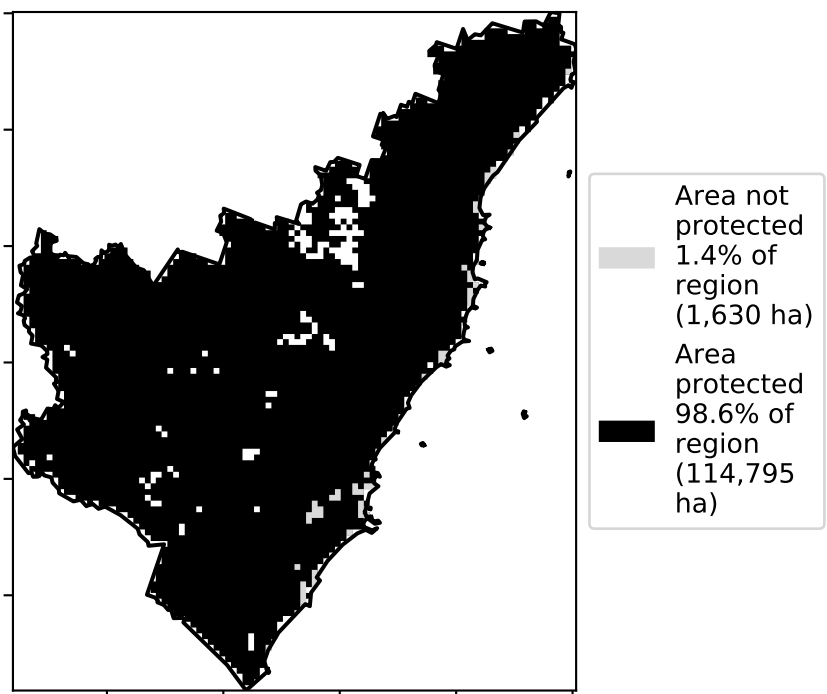 Area not
protected
1.4% of
region
(1,630 ha)
Area
protected
98.6% of
region
(114,795
ha)